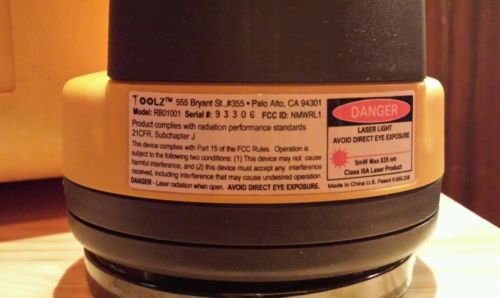 TOOLZ™ 555 Bryant St.,#355 • Palo Alto, CA 94301
Model: RB01001 Serial #: 93306 FCC ID: NMWRL1
Product complies with radiation performance standards
21CFR, Subchapter J
This device complies with Part 15 of the FCC Rules. Operation is
subject to the following two conditions: (1) This device may not cause
harmful interference, and (2) this device must accept any interference
received, including interference that may cause undesired operation.
DANGER - Laser radiation when open. AVOID DIRECT EYE EXPOSURE.
DANGER
LASER LIGHT
AVOID DIRECT EYE EXPOSURE
5mW Max 635 nm
Class IIIA Laser Product
Made in China U.S. Patent